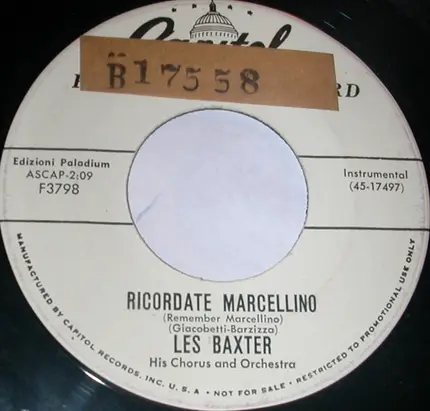 Capitol
B17558
RD
Edizioni Paladium
ASCAP-2:09
F3798
Instrumental
(45-17497)
RICORDATE MARCELLINO
(Remember Marcellino)
(Giacobetti-Barzizza)
LES BAXTER
His Chorus and Orchestra
MANUFACTURED BY CAPITOL RECORDS, INC. U.S.A. • NOT FOR SALE • RESTRICTED TO PROMOTIONAL USE ONLY